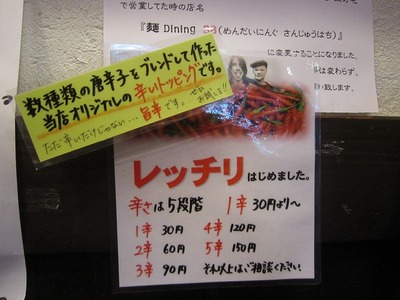 で営業してた時の店名
『麺 Dining 38(めんだいにんぐ さんじゅうはち)』
に変更することになりました。
は変わらず、
致します。
数種類の唐辛子をブレンドして作った
当店オリジナルの辛いトッピングです。
ただ辛いだけじゃない…旨辛です。ぜひお試しを!!
レッチリはじめました。
辛さは5段階 1辛30円より〜
1辛 30円 4辛 120円
2辛 60円 5辛 150円
3辛 90円 それ以上はご相談ください。